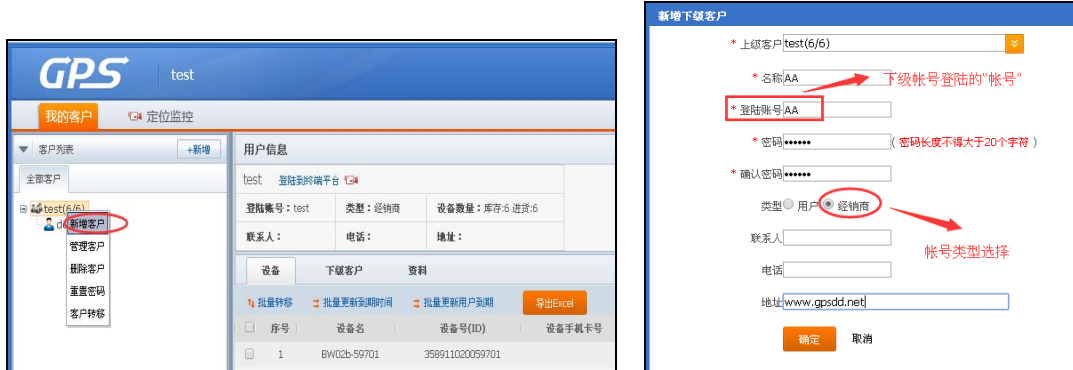 GPS test
我的客户 定位监控
客户列表 +新增
全部客户
test(6/6)
新增客户
管理客户
删除客户
重置密码
客户转移
用户信息
test 登陆到终端平台
登陆账号：test 类型：经销商 设备数量：库存:6 进货:6
联系人： 电话： 地址：
设备 下级客户 资料
批量转移 批量更新到期时间 批量更新用户到期 导出Excel
序号 设备名 设备号(ID) 设备手机卡号
1 BW02b-59701 358911020059701
新增下级客户
* 上级客户 test(6/6)
* 名称 AA 下级帐号登陆的"帐号"
* 登陆账号 AA
* 密码 •••••• ( 密码长度不得大于20个字符 )
* 确认密码 ••••••
类型 用户 经销商
联系人 帐号类型选择
电话
地址 www.gpsdd.net
确定 取消